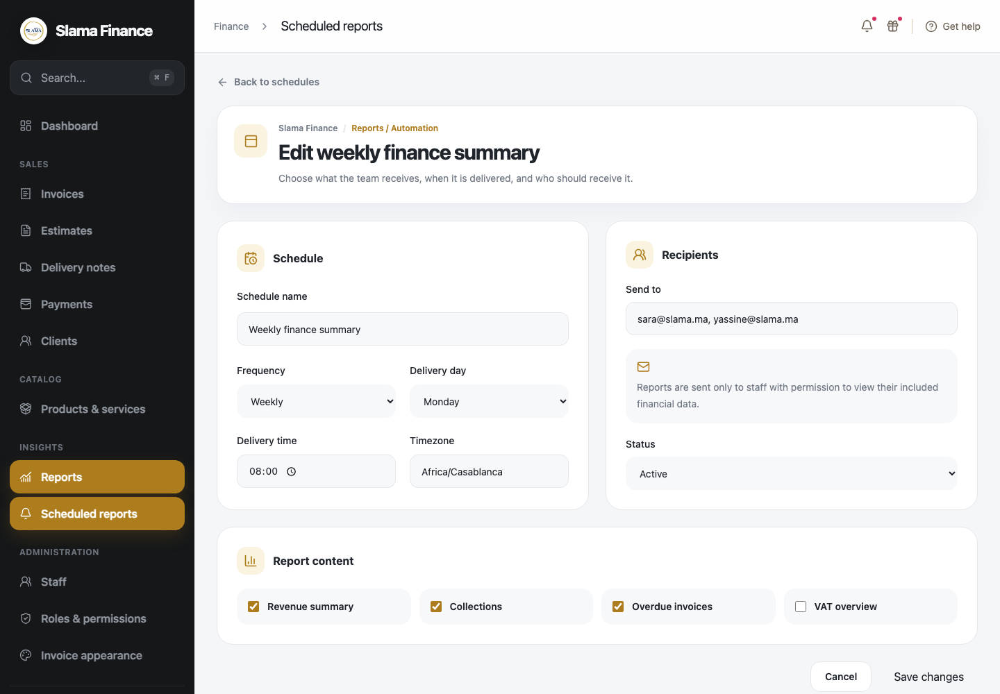 SLAMA
Slama Finance
Search...
⌘ F
Dashboard
SALES
Invoices
Estimates
Delivery notes
Payments
Clients
CATALOG
Products & services
INSIGHTS
Reports
Scheduled reports
ADMINISTRATION
Staff
Roles & permissions
Invoice appearance
Finance > Scheduled reports
Get help
Back to schedules
Slama Finance / Reports / Automation
Edit weekly finance summary
Choose what the team receives, when it is delivered, and who should receive it.
Schedule
Schedule name
Weekly finance summary
Frequency
Delivery day
Weekly
Monday
Delivery time
Timezone
08:00
Africa/Casablanca
Recipients
Send to
sara@slama.ma, yassine@slama.ma
Reports are sent only to staff with permission to view their included
financial data.
Status
Active
Report content
Revenue summary
Collections
Overdue invoices
VAT overview
Cancel
Save changes